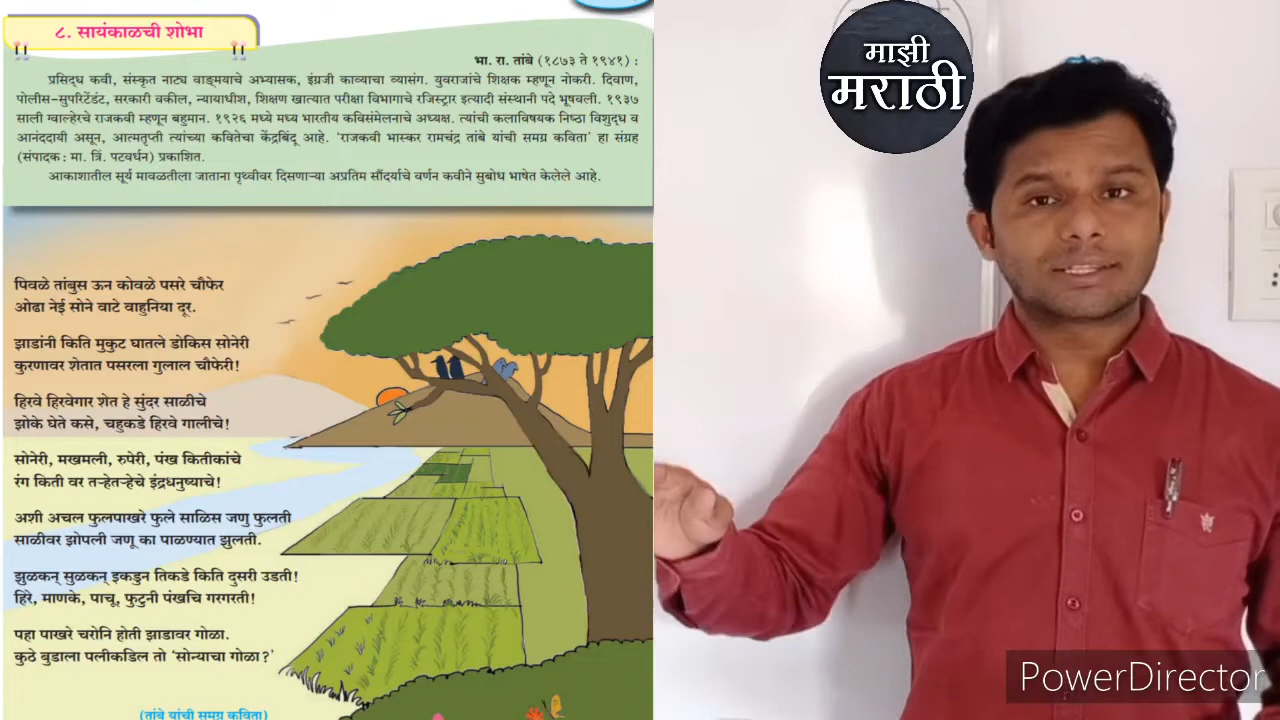 ८. सायंकाळची शोभा
भा. रा. तांबे (१८७३ ते १९४१) :
प्रसिद्ध कवी, संस्कृत नाट्य वाङ्मयाचे अभ्यासक, इंग्रजी काव्याचा व्यासंग. युवराजांचे शिक्षक म्हणून नोकरी. दिवाण,
पोलीस-सुपरिटेंडंट, सरकारी वकील, न्यायाधीश, शिक्षण खात्यात परीक्षा विभागाचे रजिस्ट्रार इत्यादी संस्थानी पदे भूषवली. १९३७
साली ग्वाल्हेरचे राजकवी म्हणून बहुमान. १९२६ मध्ये मध्य भारतीय कविसंमेलनाचे अध्यक्ष. त्यांची कलाविषयक निष्ठा विशुद्ध व
आनंददायी असून, आत्मतृप्ती त्यांच्या कवितेचा केंद्रबिंदू आहे. ‘राजकवी भास्कर रामचंद्र तांबे यांची समग्र कविता’ हा संग्रह
(संपादक : मा. त्रिं. पटवर्धन) प्रकाशित.
आकाशातील सूर्य मावळतीला जाताना पृथ्वीवर दिसणाऱ्या अप्रतिम सौंदर्याचे वर्णन कवीने सुबोध भाषेत केलेले आहे.
पिवळे तांबुस ऊन कोवळे पसरे चौफेर
ओढा नेई सोने वाटे वाहुनिया दूर.
झाडांनी किति मुकुट घातले डोकिस सोनेरी
कुरणावर शेतात पसरला गुलाल चौफेरी!
हिरवे हिरवेगार शेत हे सुंदर साळीचे
झोके घेते कसे, चहुकडे हिरवे गालीचे!
सोनेरी, मखमली, रुपेरी, पंख कितीकांचे
रंग किती वर तऱ्हेतऱ्हेचे इंद्रधनुष्याचे!
अशी अचल फुलपाखरे फुले साळिस जणु फुलती
साळीवर झोपली जणू का पाळण्यात झुलती.
झुळकन् सुळकन् इकडुन तिकडे किति दुसरी उडती!
हिरे, माणके, पाचू, फुटुनी पंखचि गरगरती!
पहा पाखरे चरोनि होती झाडावर गोळा.
कुठे बुडाला पलीकडिल तो ‘सोन्याचा गोळा?’
(तांबे यांची समग्र कविता)
माझी
मराठी
PowerDirector